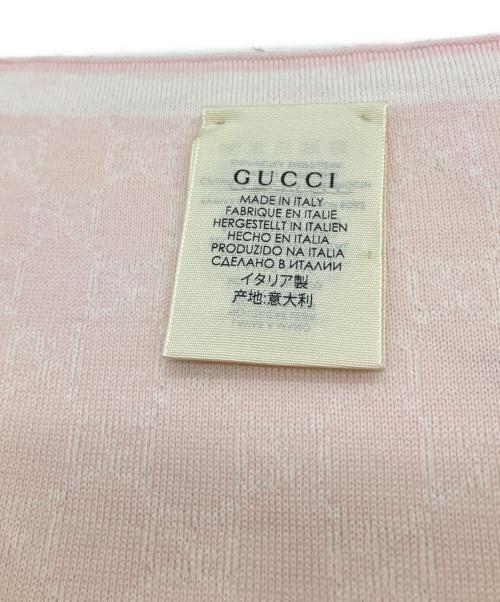 GUCCI
MADE IN ITALY
FABRIQUE EN ITALIE
HERGESTELLT IN ITALIEN
HECHO EN ITALIA
PRODUZIDO NA ITALIA
СДЕЛАНО В ИТАЛИИ
イタリア製
产地:意大利